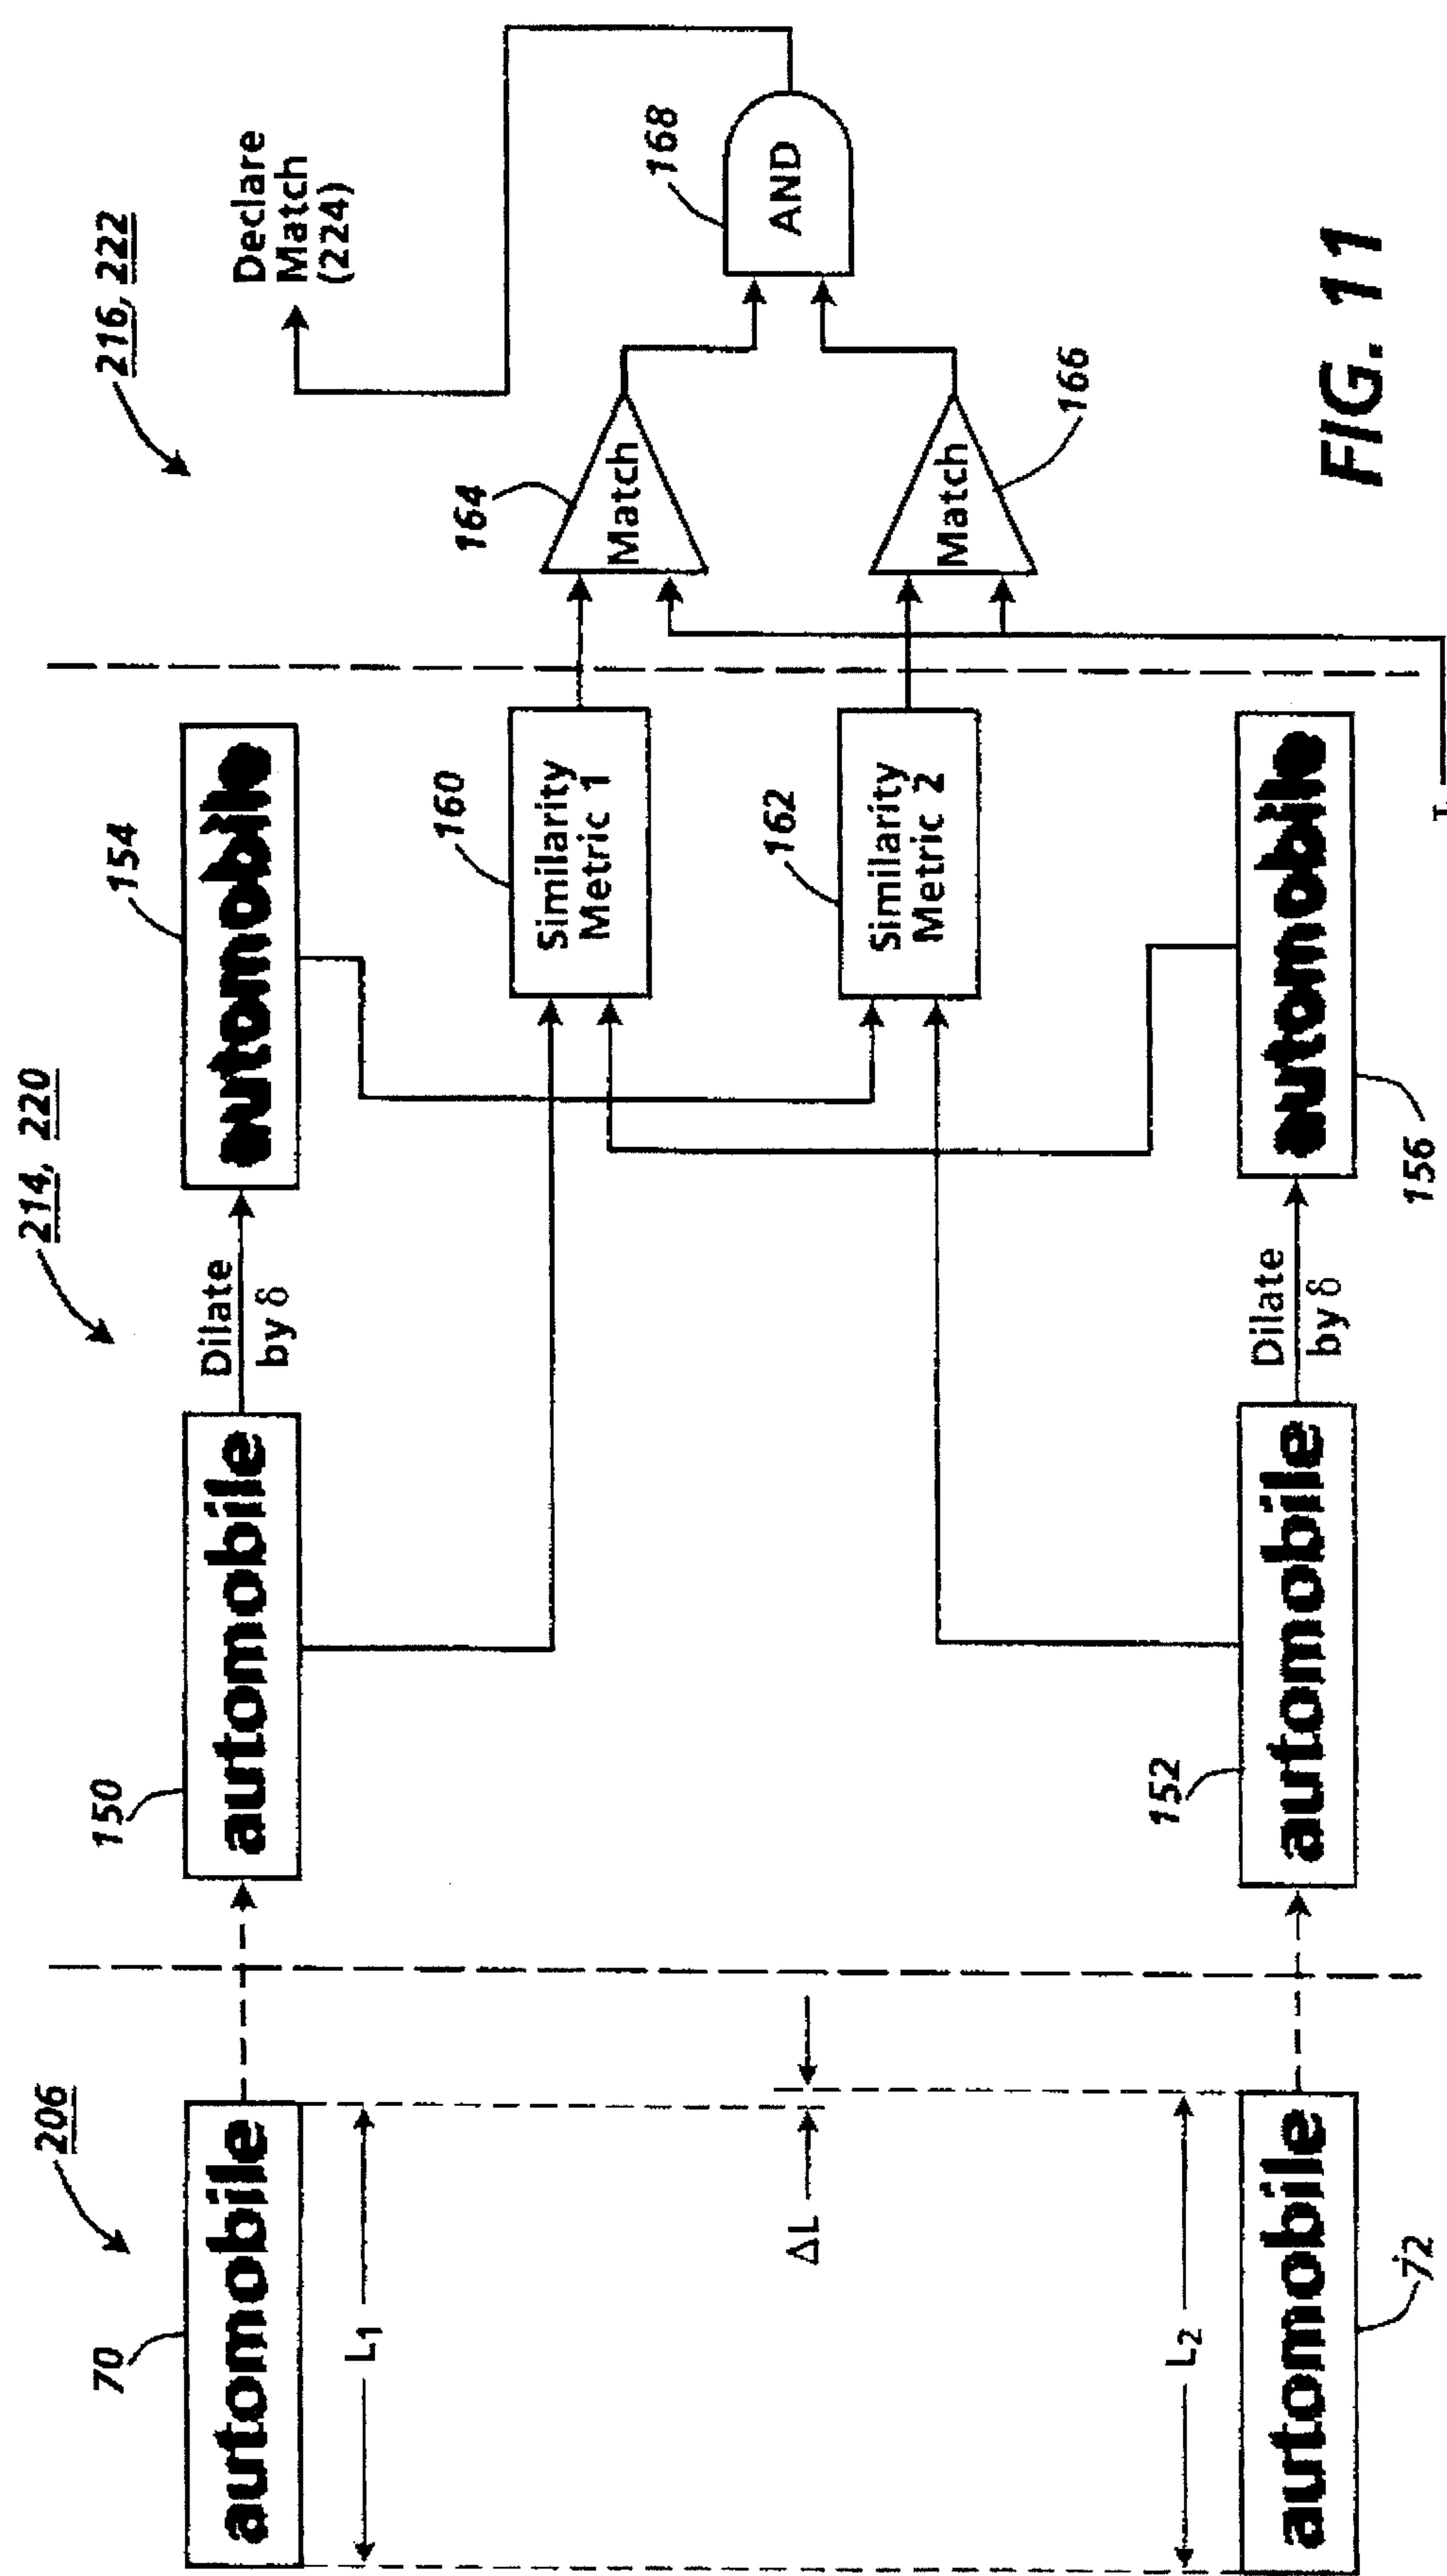 206
70
automobile
L1
ΔL
L2
automobile
72
214, 220
150
automobile
Dilate
by δ
154
automobile
160
Similarity
Metric 1
162
Similarity
Metric 2
152
automobile
Dilate
by δ
automobile
156
216, 222
Declare
Match
(224)
164
Match
Match
166
168
AND
FIG. 11